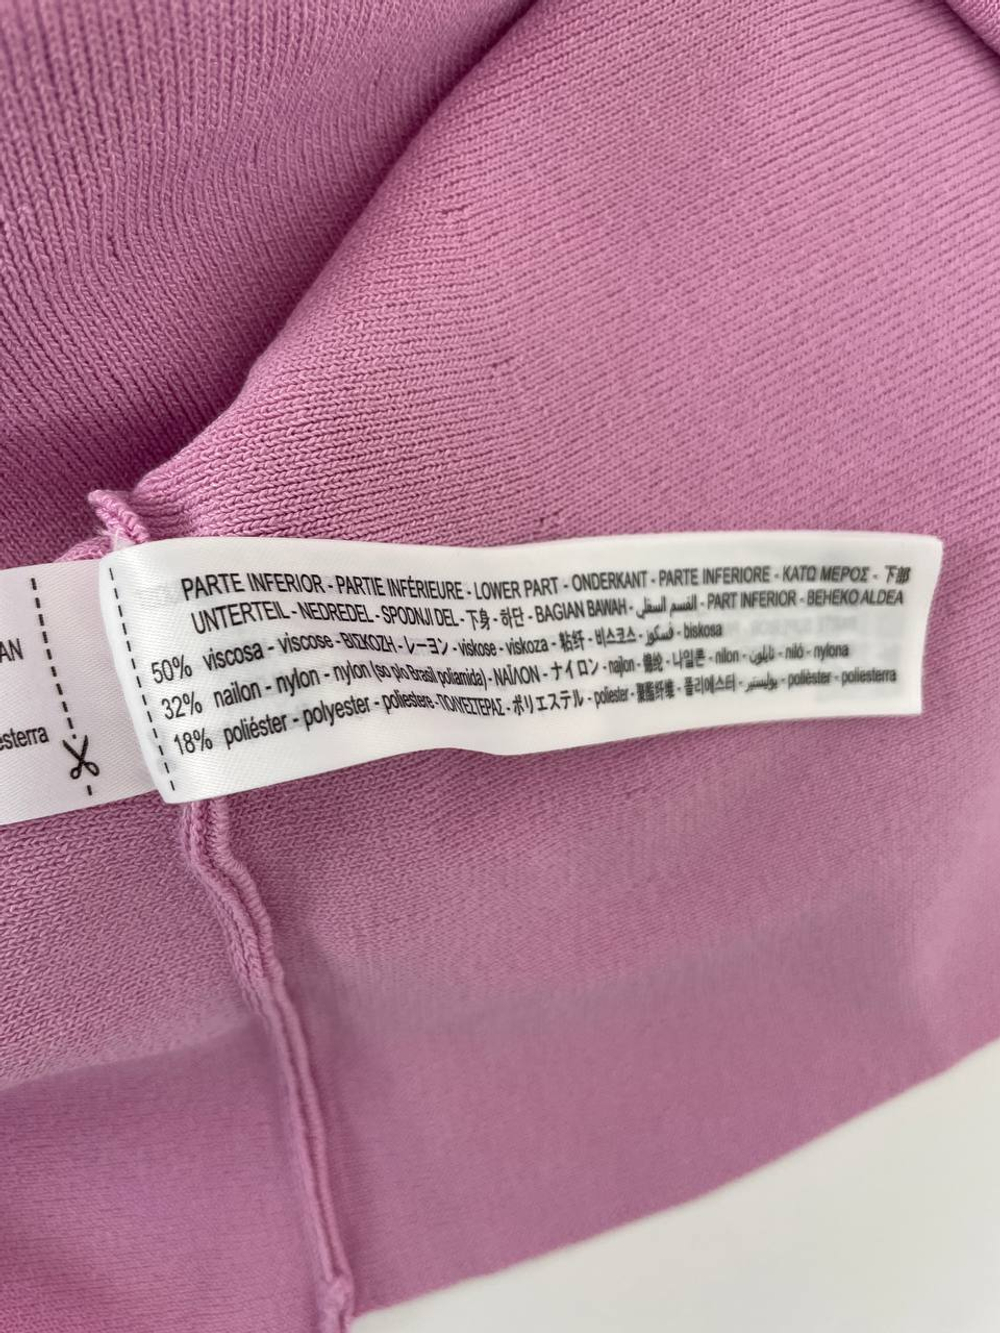 PARTE INFERIOR - PARTIE INFÉRIEURE - LOWER PART - ONDERKANT - PARTE INFERIORE - ΚΑΤΩ ΜΕΡΟΣ - 下部
UNTERTEIL - NEDREDEL - SPODNJI DEL - 下身 - 하단 - BAGIAN BAWAH - القسم السفلي - PART INFERIOR - BEHEKO ALDEA
50% viscosa - viscose - ΒΙΣΚΟΖΗ - レーヨン - viskose - viskoza - 粘纤 - 비스코스 - فسكوز - biskosa
32% nailon - nylon - nylon (so p/o Brasil poliamida) - ΝΑΪΛΟΝ - ナイロン - najlon - 锦纶 - 나일론 - nilon - نايلون - niló - nylona
18% poliéster - polyester - poliestere - ΠΟΛΥΕΣΤΕΡΑΣ - ポリエステル - poliester - 聚酯纤维 - 폴리에스터 - بوليستير - polièster - poliesterra
AN
esterra